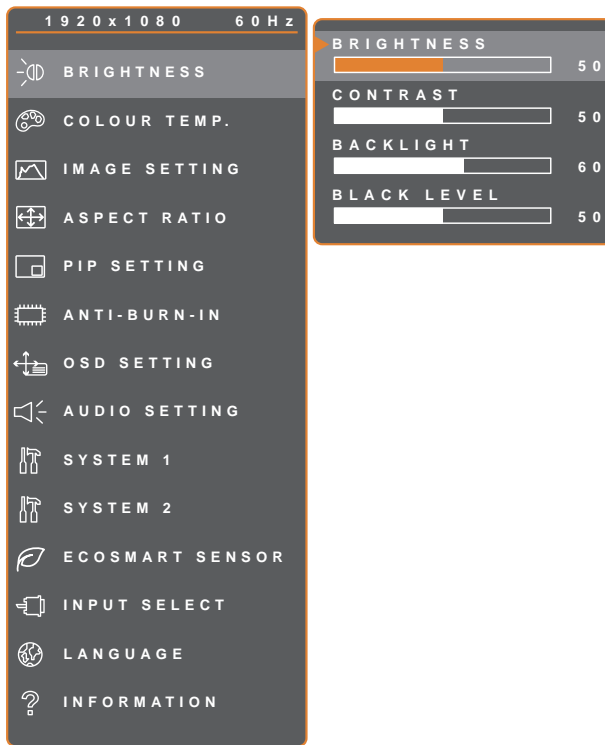 1920x1080 60Hz
BRIGHTNESS
COLOUR TEMP.
IMAGE SETTING
ASPECT RATIO
PIP SETTING
ANTI-BURN-IN
OSD SETTING
AUDIO SETTING
SYSTEM 1
SYSTEM 2
ECOSMART SENSOR
INPUT SELECT
LANGUAGE
INFORMATION
BRIGHTNESS
50
CONTRAST
50
BACKLIGHT
60
BLACK LEVEL
50